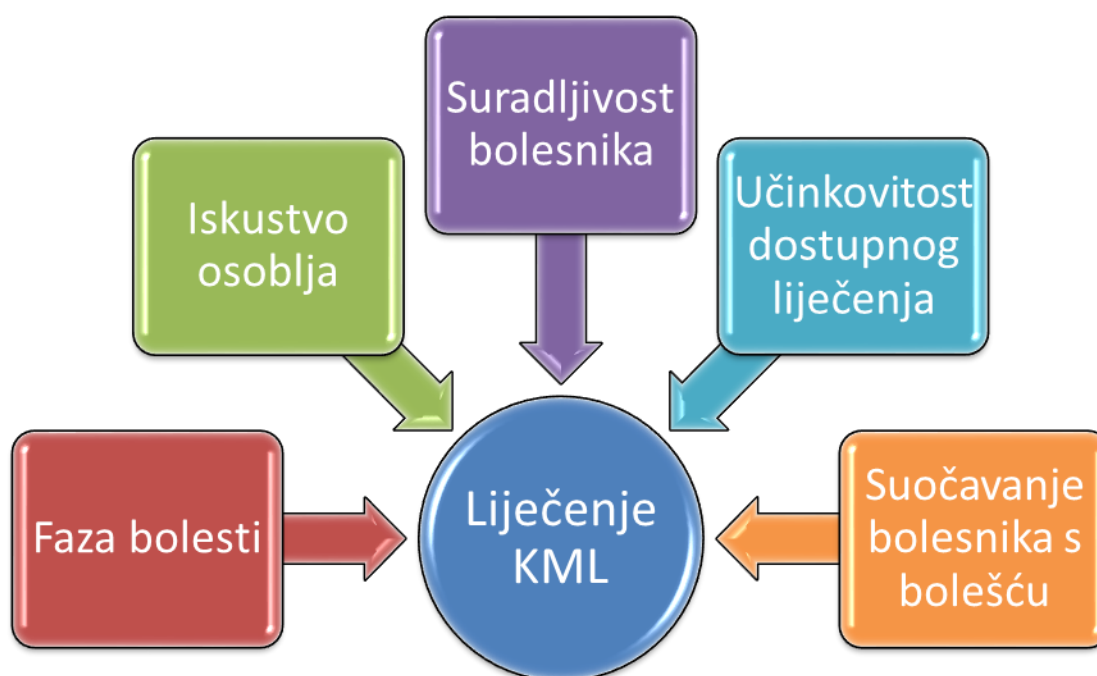 Suradljivost
bolesnika
Iskustvo
osoblja
Učinkovitost
dostupnog
liječenja
Faza bolesti
Liječenje
KML
Suočavanje
bolesnika s
bolešću